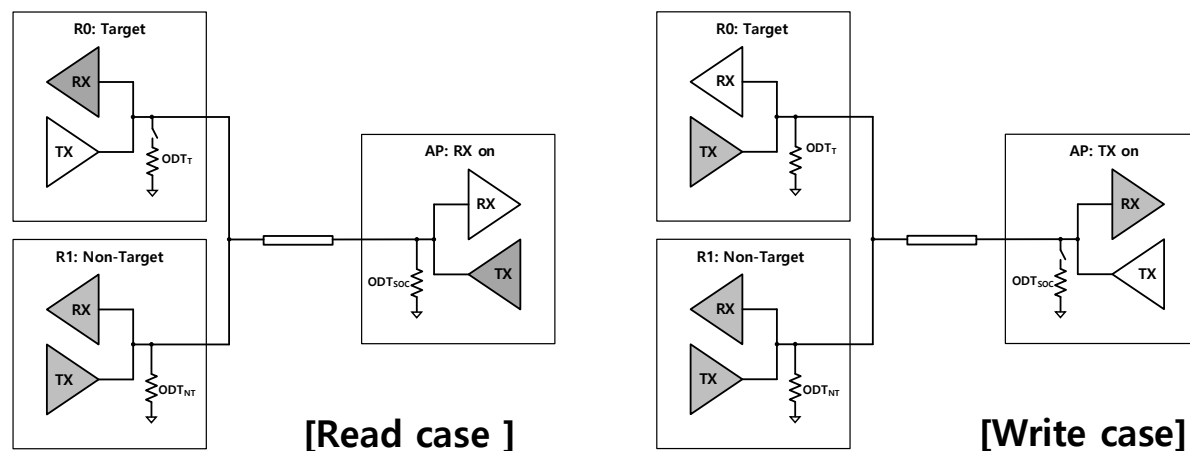 R0: Target
RX
TX
ODTT
R1: Non-Target
RX
TX
ODTNT
AP: RX on
RX
TX
ODTSOC
[Read case ]
R0: Target
RX
TX
ODTT
R1: Non-Target
RX
TX
ODTNT
AP: TX on
RX
TX
ODTSOC
[Write case]